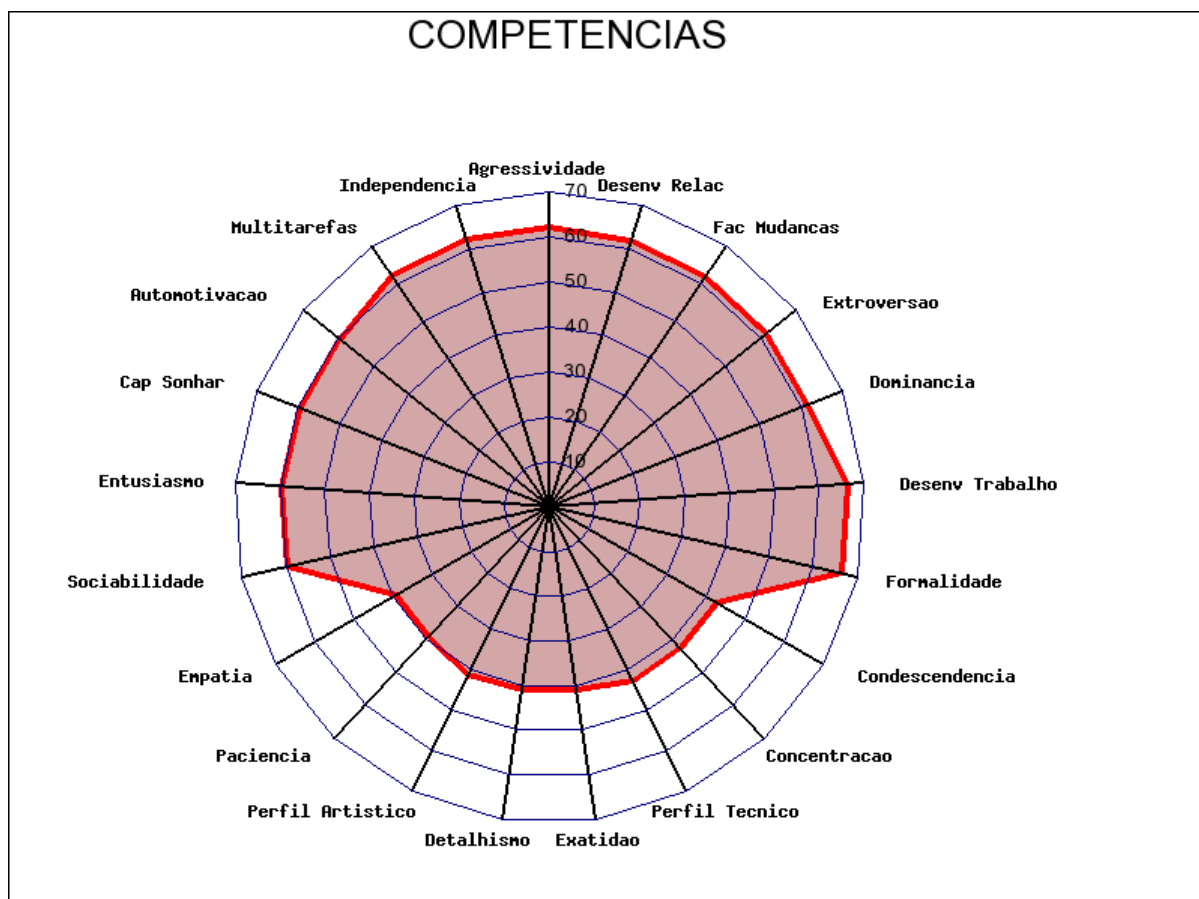 COMPETENCIAS
Agressividade
Independencia
Desenv Relac
70
Multitarefas
Fac Mudancas
60
Automotivacao
Extroversao
50
40
Cap Sonhar
Dominancia
30
20
Entusiasmo
Desenv Trabalho
10
Sociabilidade
Formalidade
Empatia
Condescendencia
Paciencia
Concentracao
Perfil Artistico
Perfil Tecnico
Detalhismo
Exatidao